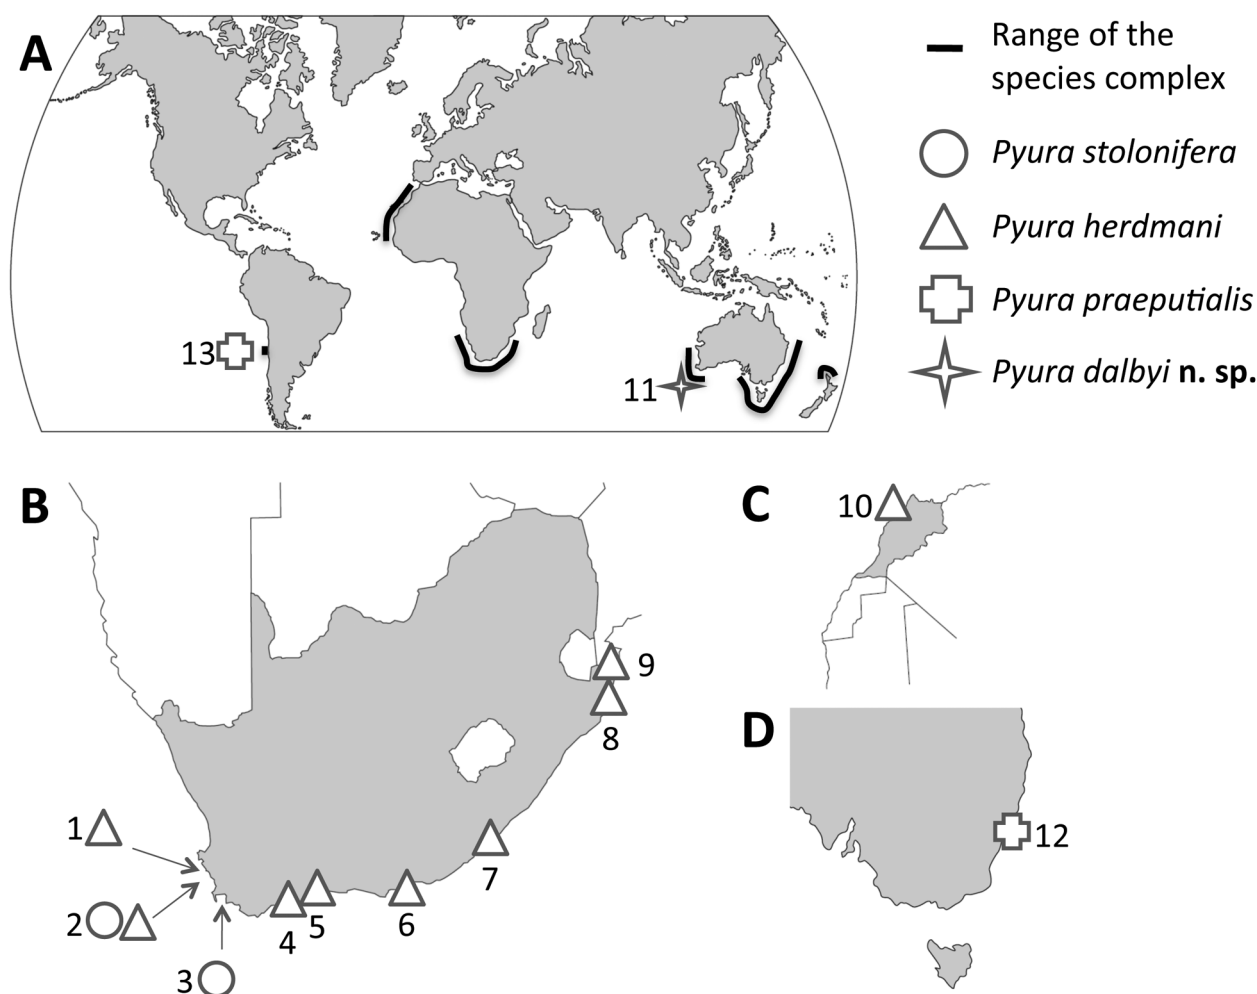 A
Range of the
species complex
Pyura stolonifera
Pyura herdmani
Pyura praeputialis
Pyura dalbyi n. sp.
13
11
B
C
10
9
8
D
1
12
7
2
6
5
4
3